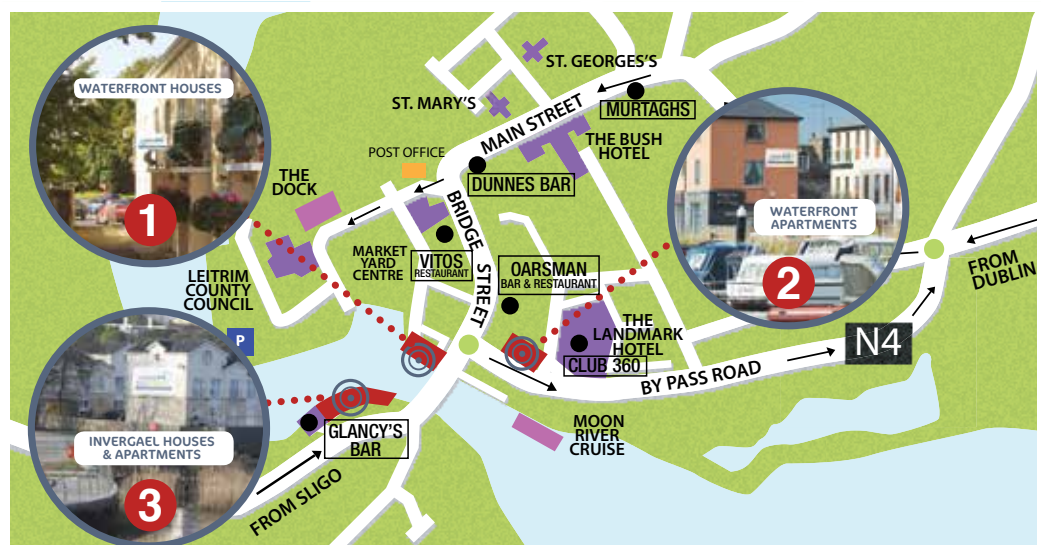 WATERFRONT HOUSES
1
ST. GEORGES'S
ST. MARY'S
MAIN STREET
MURTAGHS
THE BUSH
HOTEL
POST OFFICE
DUNNES BAR
THE
DOCK
BRIDGE STREET
MARKET
YARD
CENTRE
VITOS
RESTAURANT
OARSMAN
BAR & RESTAURANT
WATERFRONT
APARTMENTS
2
FROM
DUBLIN
LEITRIM
COUNTY
COUNCIL
P
THE
LANDMARK
HOTEL
CLUB 360
N4
BY PASS ROAD
MOON
RIVER
CRUISE
GLANCY'S
BAR
INVERGAEL HOUSES
& APARTMENTS
3
FROM SLIGO